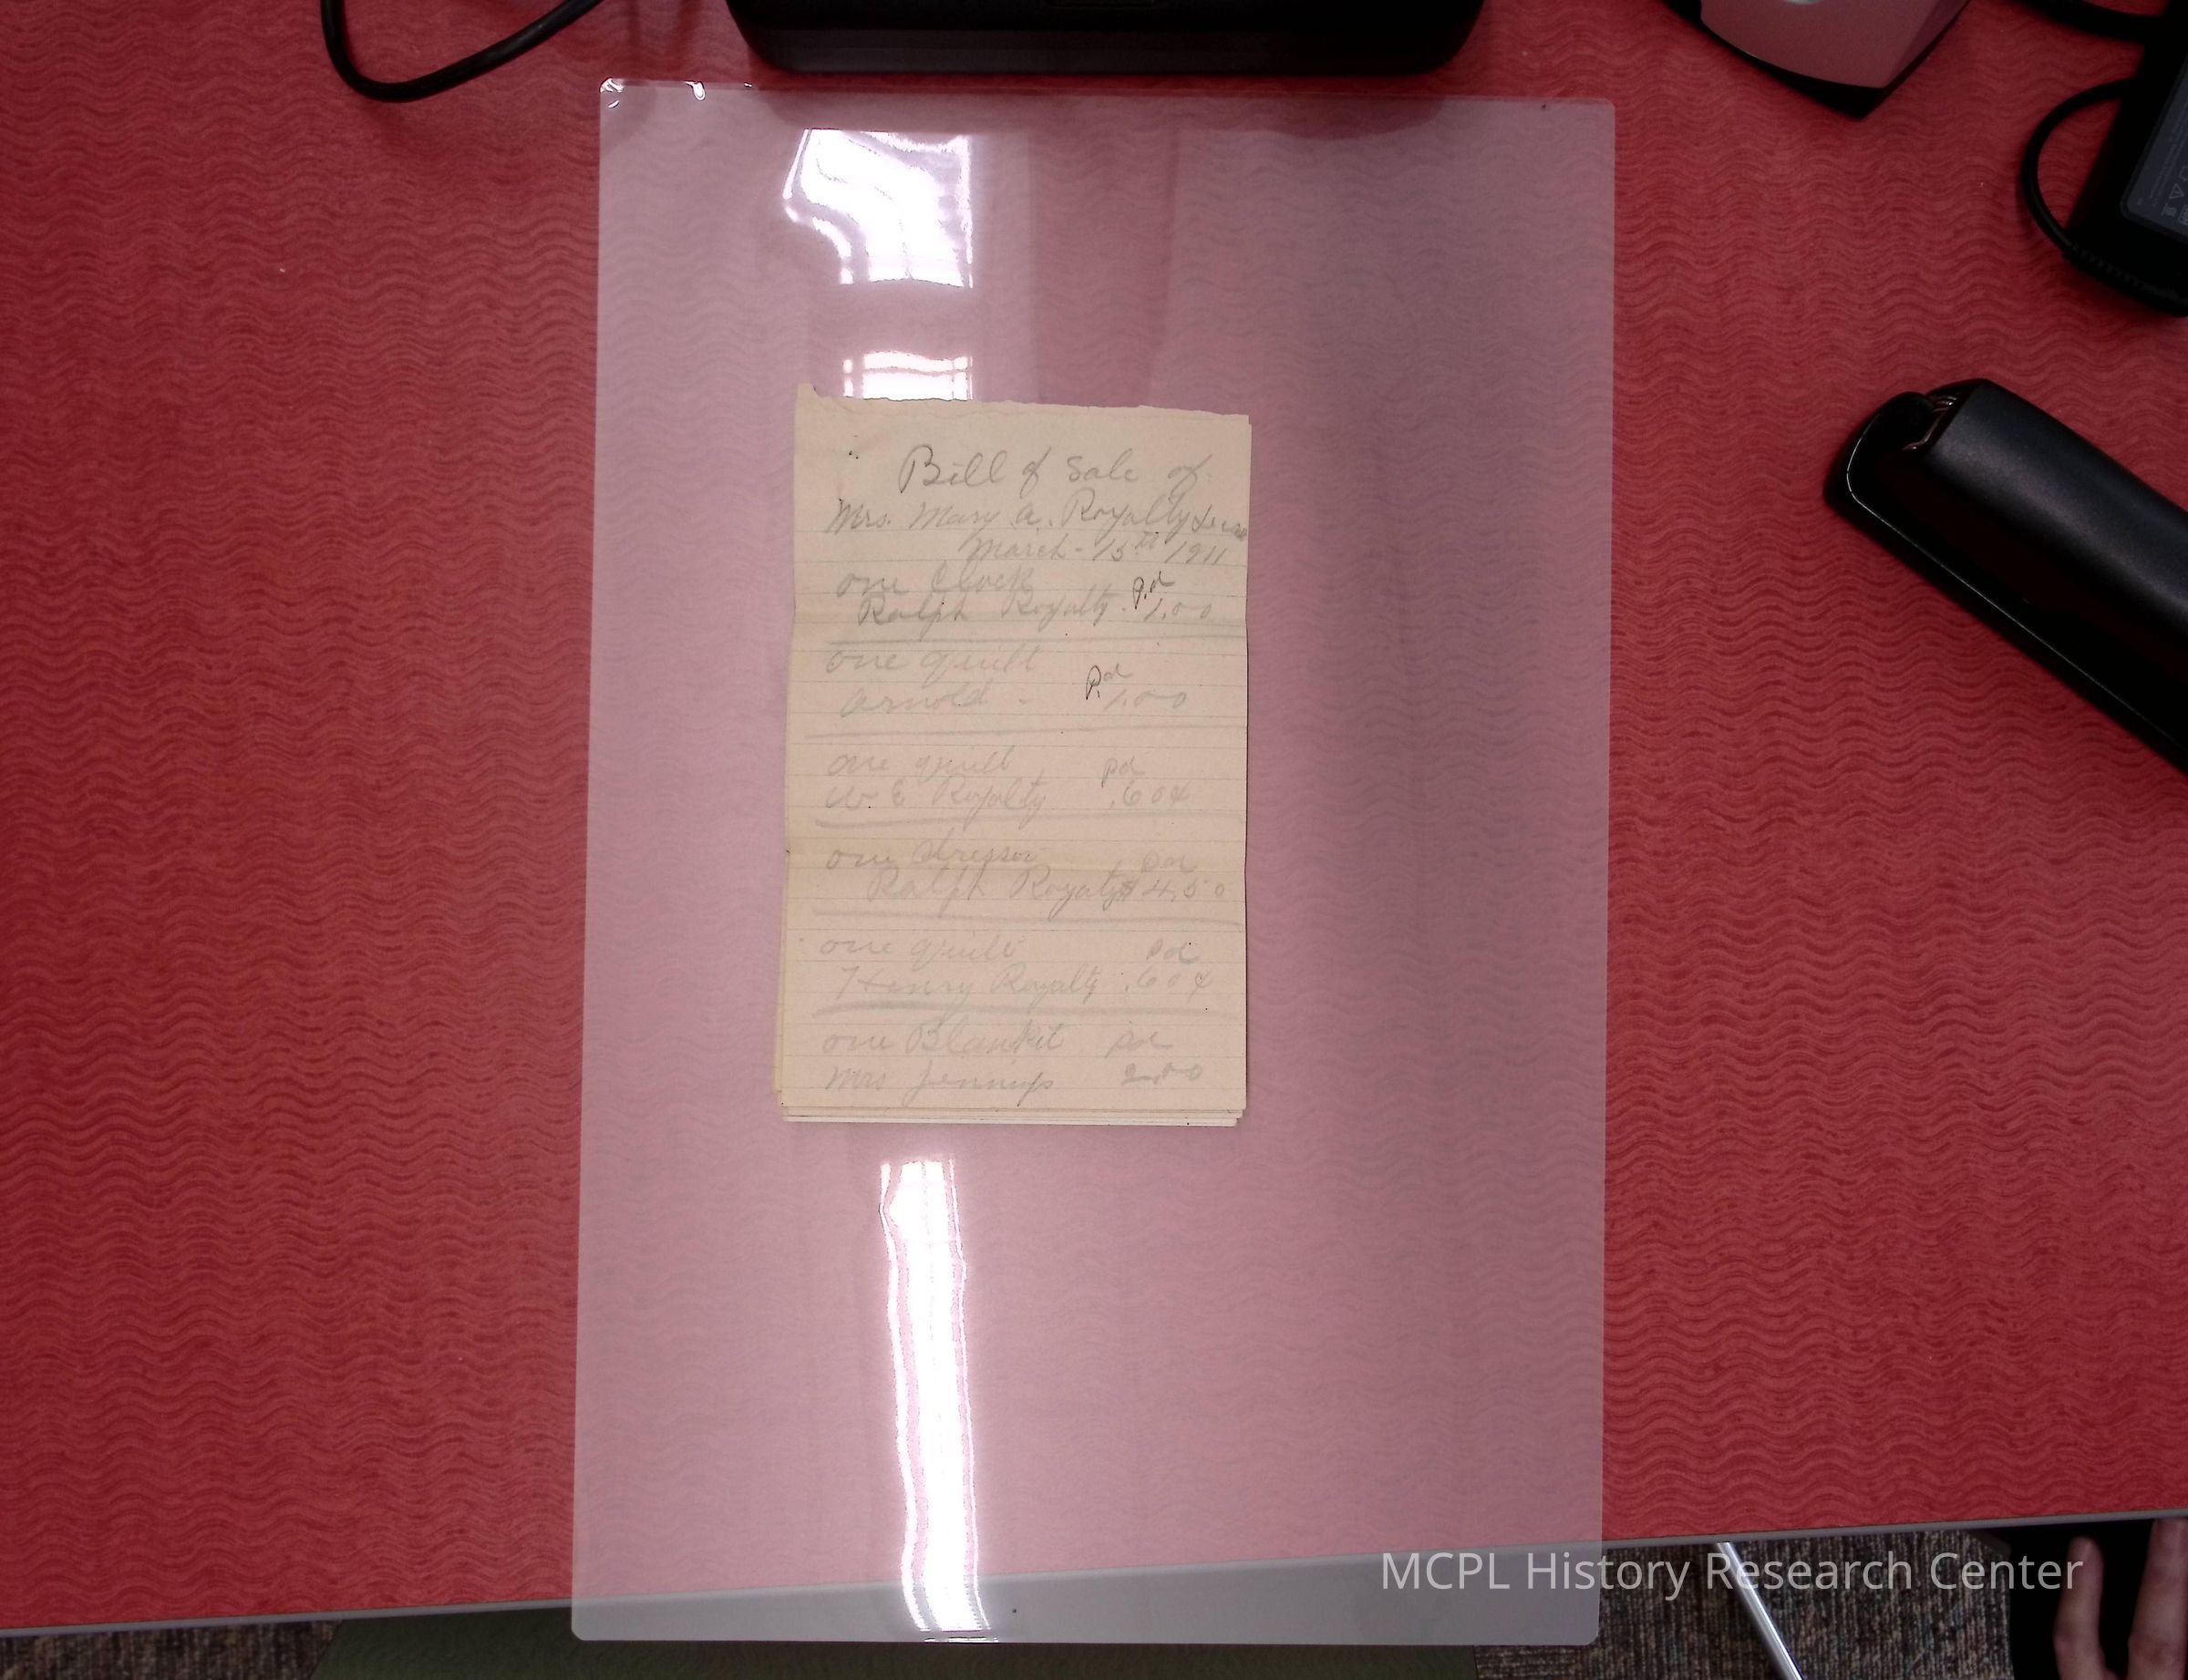 Bill of Sale of
Mrs. Mary A. Royalty
March - 15th 1911
one Clock Pd
Ralph Royalty - 1.00
one quilt Pd
Arnold - 1.00
one quilt Pd
W E Royalty .60¢
one dresser Pd
Ralph Royalty $4.50
one quilt Pd
Henry Royalty .60¢
one Blanket Pd
Mrs Jennings 2.00
MCPL History Research Center